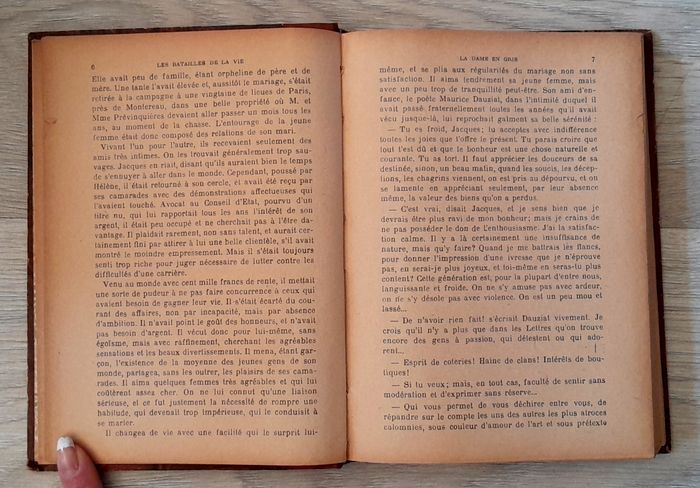 6
LES BATAILLES DE LA VIE
Elle avait peu de famille, étant orpheline de père et de
mère. Une tante l'avait élevée et, aussitôt le mariage, s'était
retirée à la campagne à une vingtaine de lieues de Paris,
près de Montereau, dans une belle propriété où M. et
Mme Prévinquières devaient aller passer un mois tous les
ans, au moment de la chasse. L'entourage de la jeune
femme était donc composé des relations de son mari.
Vivant l'un pour l'autre, ils recevaient seulement des
amis très intimes. On les trouvait généralement trop sau-
vages. Jacques en riait, disant qu'ils auraient bien le temps
de s'ennuyer à aller dans le monde. Cependant, poussé par
Hélène, il était retourné à son cercle, et avait été reçu par
ses camarades avec des démonstrations affectueuses qui
l'avaient touché. Avocat au Conseil d'Etat, pourvu d'un
titre nu, qui lui rapportait tous les ans l'intérêt de son
argent, il était peu occupé et ne cherchait pas à l'être da-
vantage. Il plaidait rarement, non sans talent, et aurait cer-
tainement fini par attirer à lui une belle clientèle, s'il avait
montré le moindre empressement. Mais il s'était toujours
senti trop riche pour juger nécessaire de lutter contre les
difficultés d'une carrière.
Venu au monde avec cent mille francs de rente, il mettait
une sorte de pudeur à ne pas faire concurrence à ceux qui
avaient besoin de gagner leur vie. Il s'était écarté du cou-
rant des affaires, non par incapacité, mais par absence
d'ambition. Il n'avait point le goût des honneurs, et n'avait
pas besoin d'argent. Il vécut donc pour lui-même, sans
égoïsme, mais avec raffinement, cherchant les agréables
sensations et les beaux divertissements. Il mena, étant gar-
çon, l'existence de la moyenne des jeunes gens de son
monde, partagea, sans les outrer, les plaisirs de ses cama-
rades. Il aima quelques femmes très agréables et qui lui
coûtèrent assez cher. On ne lui connut qu'une liaison
sérieuse, et ce fut justement la nécessité de rompre une
habitude, qui devenait trop impérieuse, qui le conduisit à
se marier.
Il changea de vie avec une facilité qui le surprit lui-
LA DAME EN GRIS
7
même, et se plia aux régularités du mariage non sans
satisfaction. Il aima tendrement sa jeune femme, mais
avec un peu trop de tranquillité peut-être. Son ami d'en-
fance, le poète Maurice Dauzial, dans l'intimité duquel il
avait passé fraternellement toutes les années qu'il avait
vécu jusque-là, lui reprochait gaîment sa belle sérénité :
— Tu es froid, Jacques; tu acceptes avec indifférence
toutes les joies que t'offre le présent. Tu parais croire que
tout t'est dû et que le bonheur est une chose naturelle et
courante. Tu as tort. Il faut apprécier les douceurs de sa
destinée, sinon, un beau matin, quand les soucis, les décep-
tions, les chagrins viennent, on est pris au dépourvu, et on
se lamente en appréciant seulement, par leur absence
même, la valeur des biens qu'on a perdus.
— C'est vrai, disait Jacques, et je sens bien que je
devrais être plus ravi de mon bonheur; mais je crains de
ne pas posséder le don de l'enthousiasme. J'ai la satisfac-
tion calme. Il y a là certainement une insuffisance de
nature, mais qu'y faire? Quand je me battrais les flancs,
pour donner l'impression d'une ivresse que je n'éprouve
pas, en serai-je plus joyeux, et toi-même en seras-tu plus
content? Cette génération est, pour la plupart d'entre nous,
languissante et froide. On ne s'y amuse pas avec ardeur,
on ne s'y désole pas avec violence. On est un peu mou et
lassé...
— De n'avoir rien fait! s'écriait Dauzial vivement. Je
crois qu'il n'y a plus que dans les Lettres qu'on trouve
encore des gens à passion, qui détestent ou qui ado-
rent...
— Esprit de coteries! Haine de clans! Intérêts de bou-
tiques!
— Si tu veux; mais, en tout cas, faculté de sentir sans
modération et d'exprimer sans réserve...
— Qui vous permet de vous déchirer entre vous, de
répandre sur le compte les uns des autres les plus atroces
calomnies, sous couleur d'amour de l'art et sous prétexte